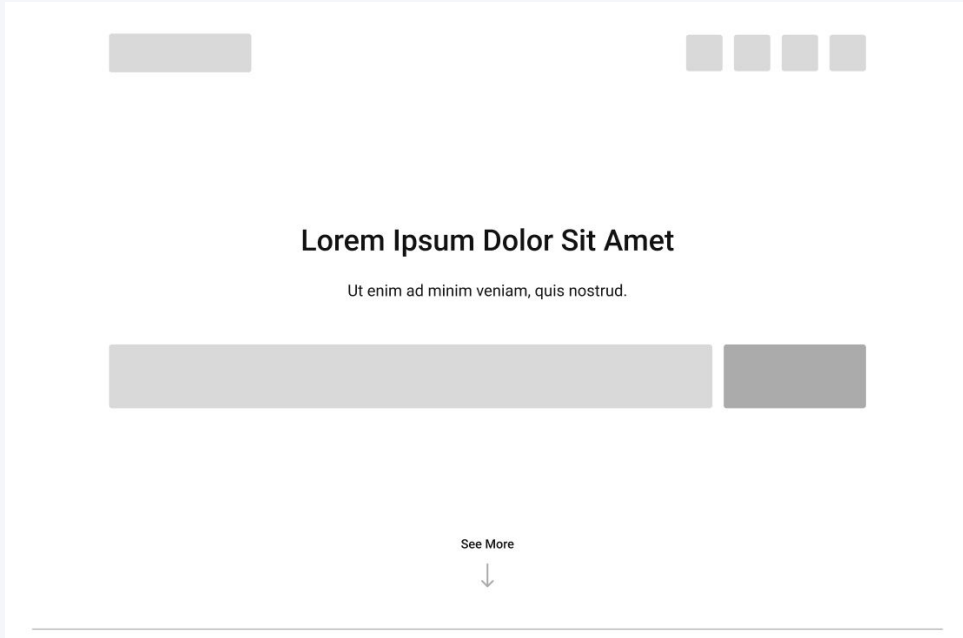 Lorem Ipsum Dolor Sit Amet
Ut enim ad minim veniam, quis nostrud.
See More